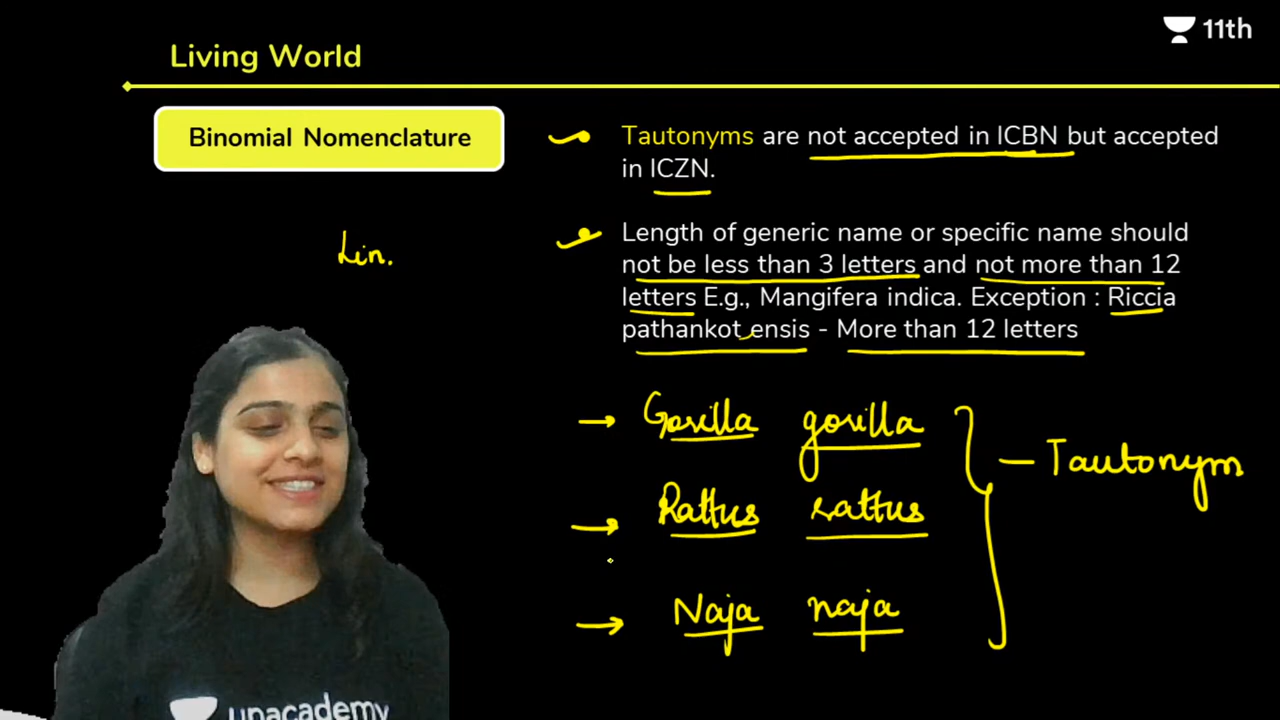 Living World
11th
Binomial Nomenclature
Tautonyms are not accepted in ICBN but accepted
in ICZN.
Length of generic name or specific name should
not be less than 3 letters and not more than 12
letters E.g., Mangifera indica. Exception : Riccia
pathankot ensis - More than 12 letters
Lin.
Gorilla gorilla
Rattus rattus
Naja naja
Tautonym
unacademy